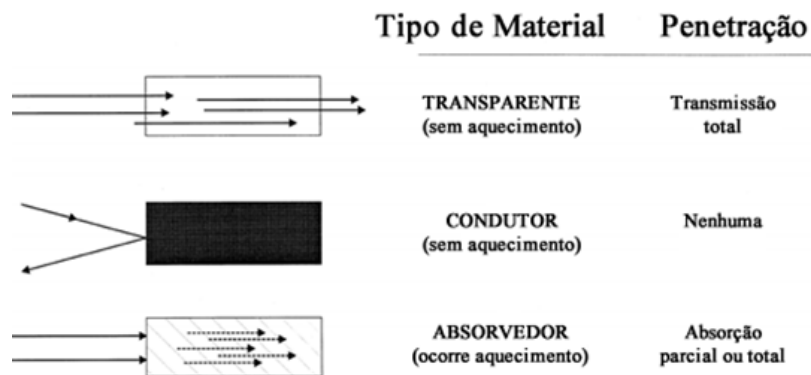 Tipo de Material Penetração
TRANSPARENTE Transmissão
(sem aquecimento) total
CONDUTOR Nenhuma
(sem aquecimento)
ABSORVEDOR Absorção
(ocorre aquecimento) parcial ou total